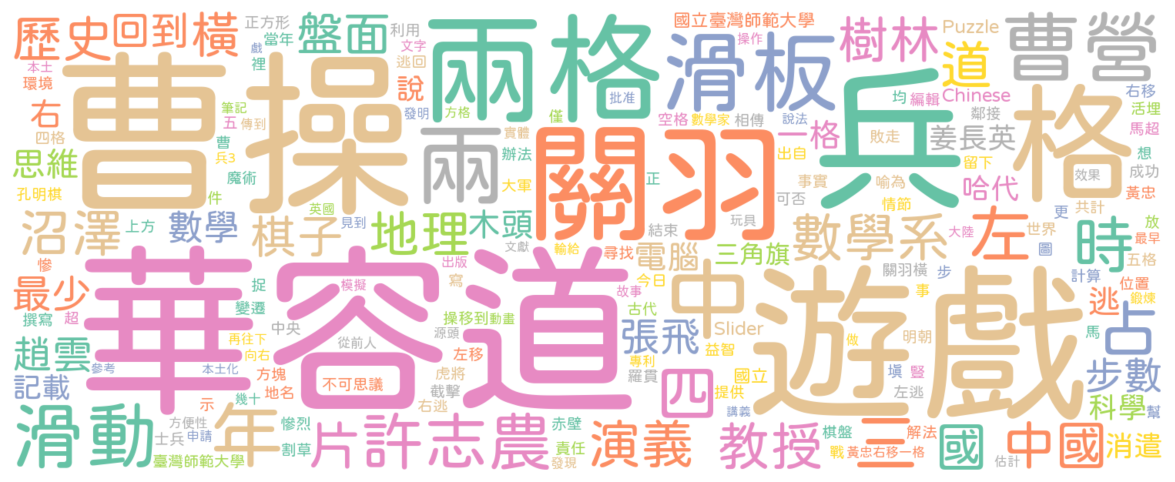 歷史
回到
橫
正方形
當年
戲
裡
盤面
利用
文字
逃回
說
兩格
國立臺灣師範大學
操作
滑板
樹林
Puzzle
道
曹營
本土
環境
右
四格
筆記
五
傳到
發明
方格
批准
僅
數學家
空格
相傳
說法
均
編輯
Chinese
鄰接
右移
活埋
馬超
曹操
曹
兵3
思維
魔術
孔明棋
件
兩
辦法
大軍
實體
關羽
正
一格
出自
可否
兵
敗走
事實
喻為
情節
姜長英
留下
哈代
格
想
成功
效果
黃忠
共計
沼澤
上方
數學
棋子
英國
見到
地理
木頭
文獻
輸給
結束
玩具
尋找
電腦
三角旗
數學系
關羽橫
步
大陸
左
世界
更
圖
時
放
最早
五格
計算
慘
最少
撰寫
超
捉
變遷
再往下
向右
中央
模擬
從前人
華容道
出版
寫
操移到
動畫
源頭
故事
今日
古代
中
Slider
益智
張飛
專利
做
明朝
事
遊戲
位置
鍛煉
逃
馬
占
趙雲
參考
記載
本土化
方塊
地名
幾十
示
不可思議
左移
虎將
截擊
右逃
羅貫
四
國立
提供
講義
塡
竪
左逃
步數
科學
幫
滑動
方便性
士兵
申請
臺灣師範大學
年
慘烈
割草
片
許志農
赤壁
責任
發現
演義
教授
棋盤
戰
解法
黃忠右移一格
三
國
估計
中國
消遣